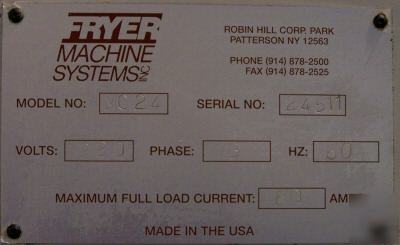 FRYER
MACHINE
SYSTEMS INC
ROBIN HILL CORP. PARK
PATTERSON NY 12563
PHONE (914) 878-2500
FAX (914) 878-2525
MODEL NO: SERIAL NO:
VOLTS: PHASE: HZ: 60
MAXIMUM FULL LOAD CURRENT:
MADE IN THE USA